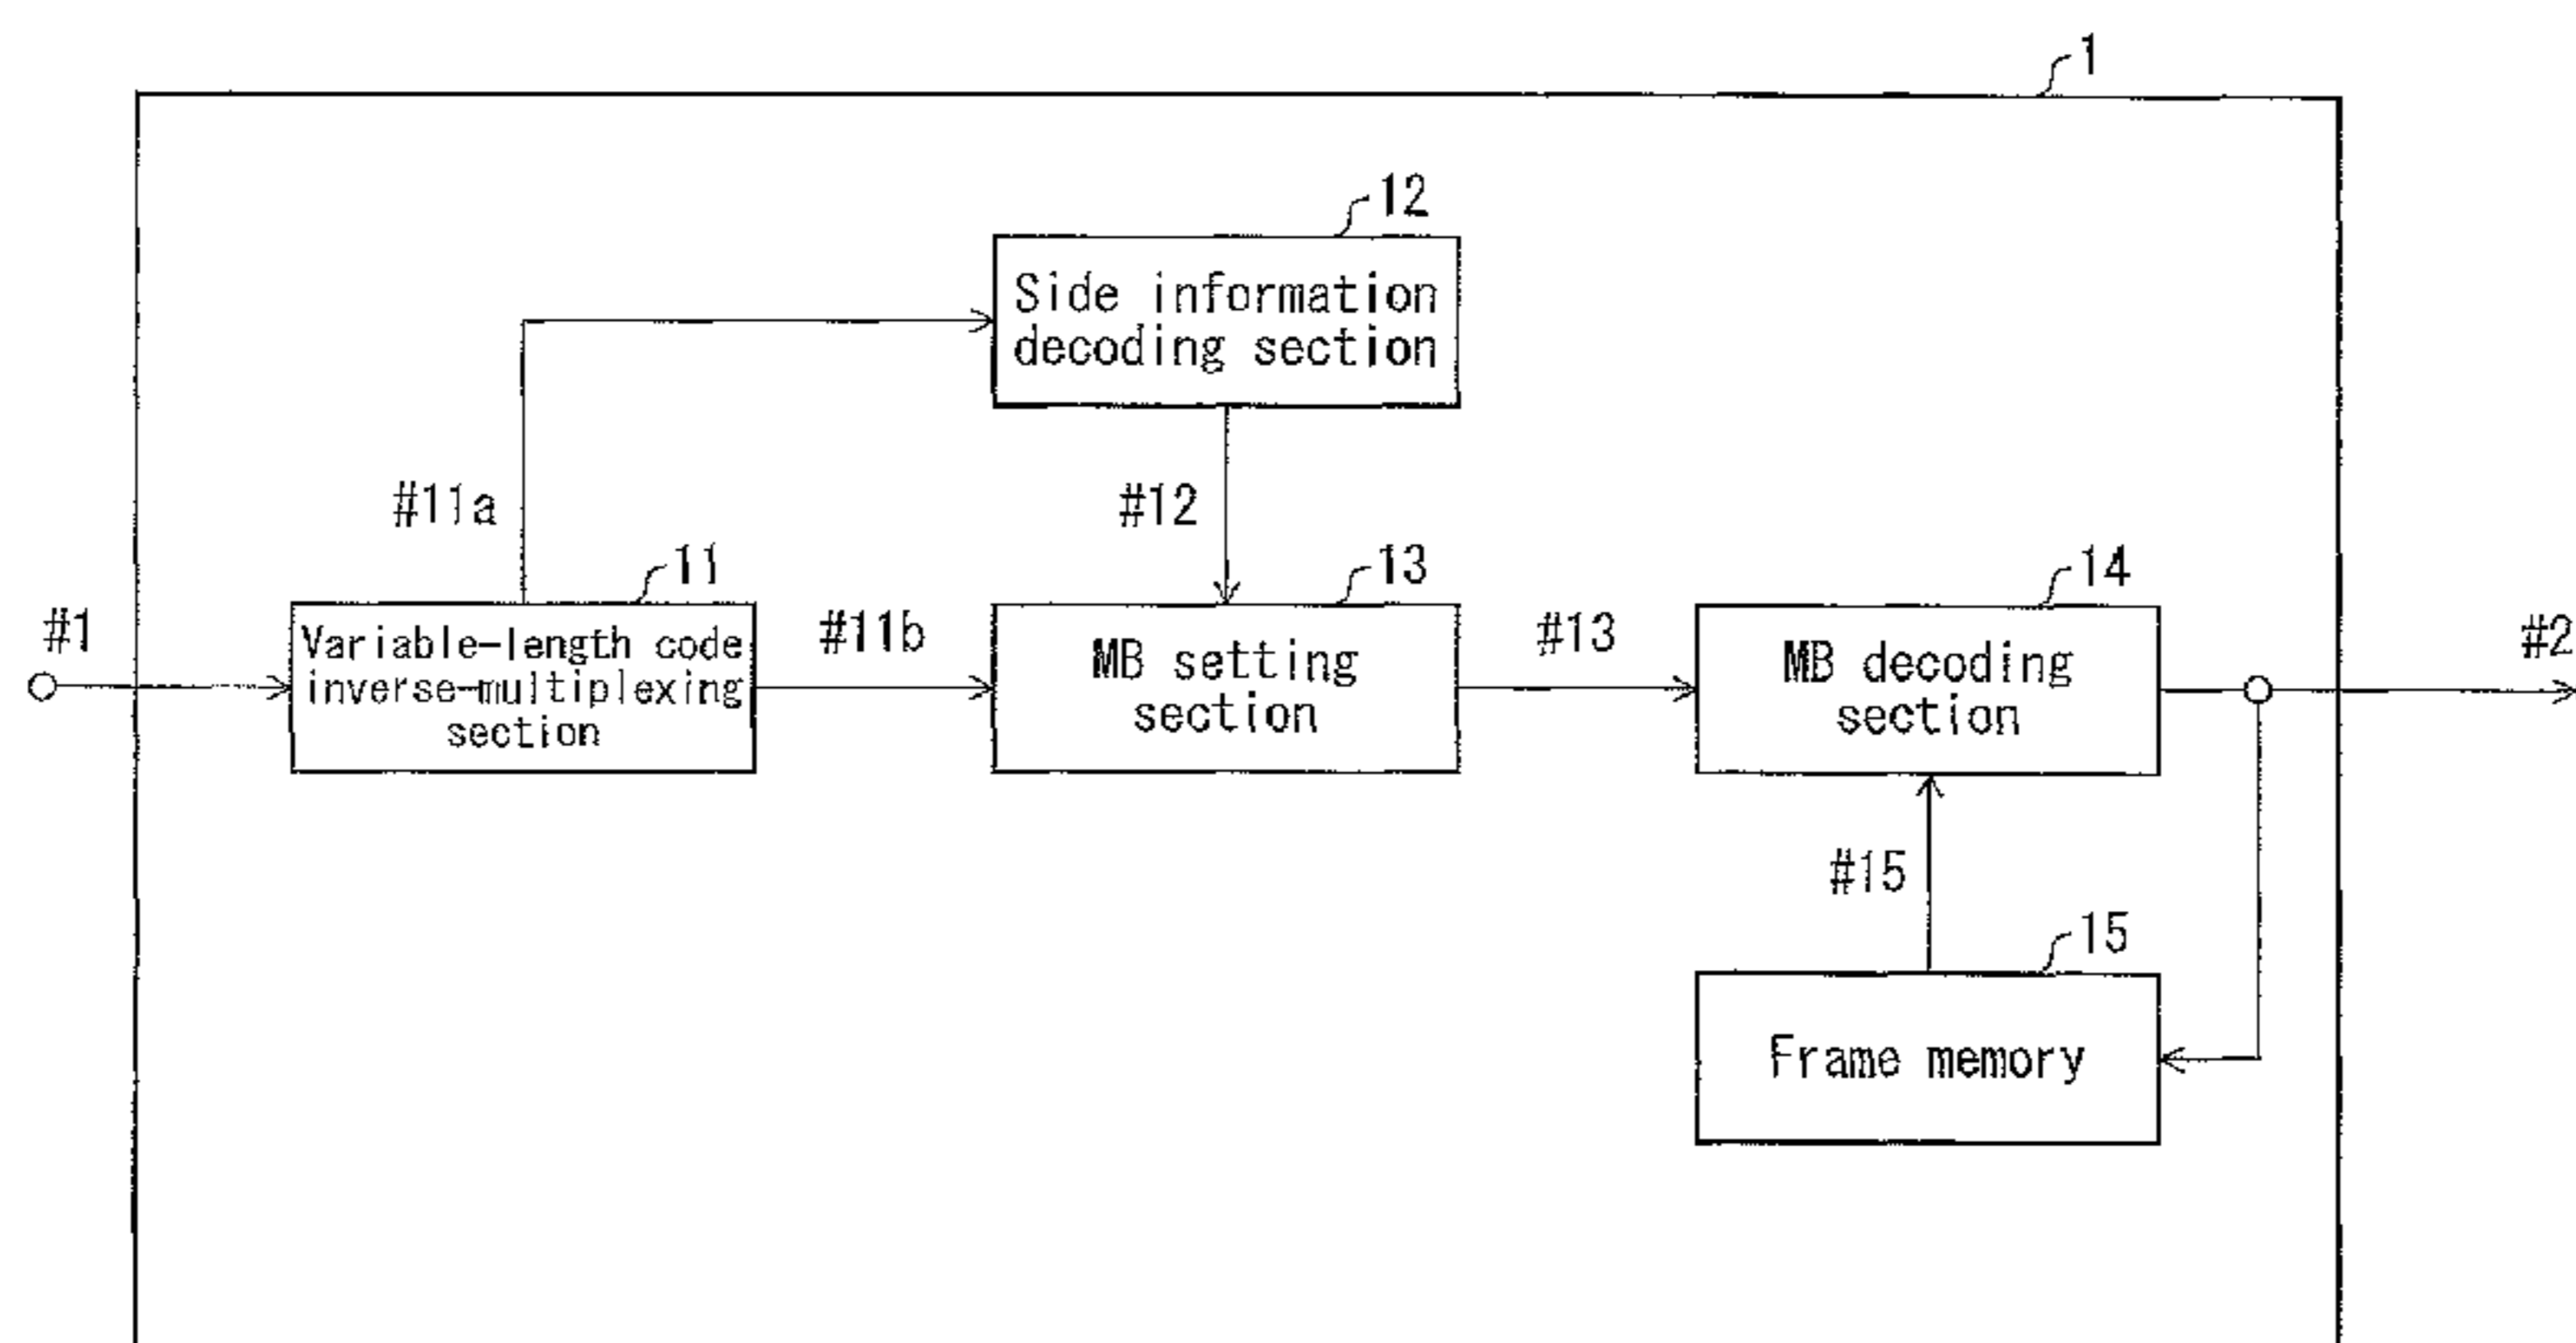 1
12
Side information
decoding section
#11a
#12
11
13
14
#1
Variable-length code
inverse-multiplexing
section
#11b
MB setting
section
#13
MB decoding
section
#2
#15
15
Frame memory